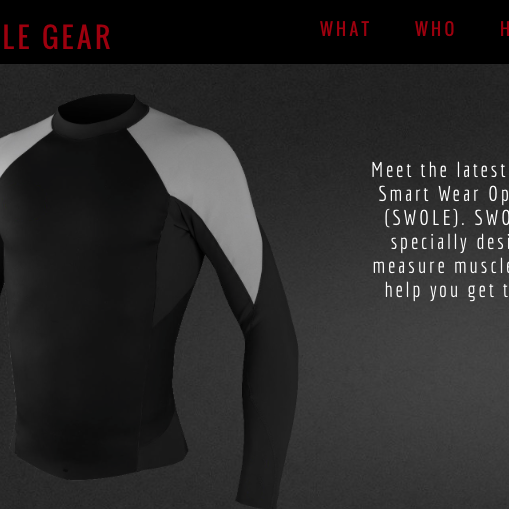 LE GEAR
WHAT WHO H
Meet the latest
Smart Wear Op
(SWOLE). SWO
specially desi
measure muscle
help you get t